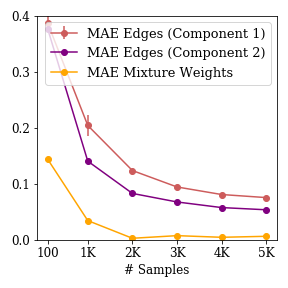 0.4
0.3
0.2
0.1
0.0
MAE Edges (Component 1)
MAE Edges (Component 2)
MAE Mixture Weights
100 1K 2K 3K 4K 5K
# Samples